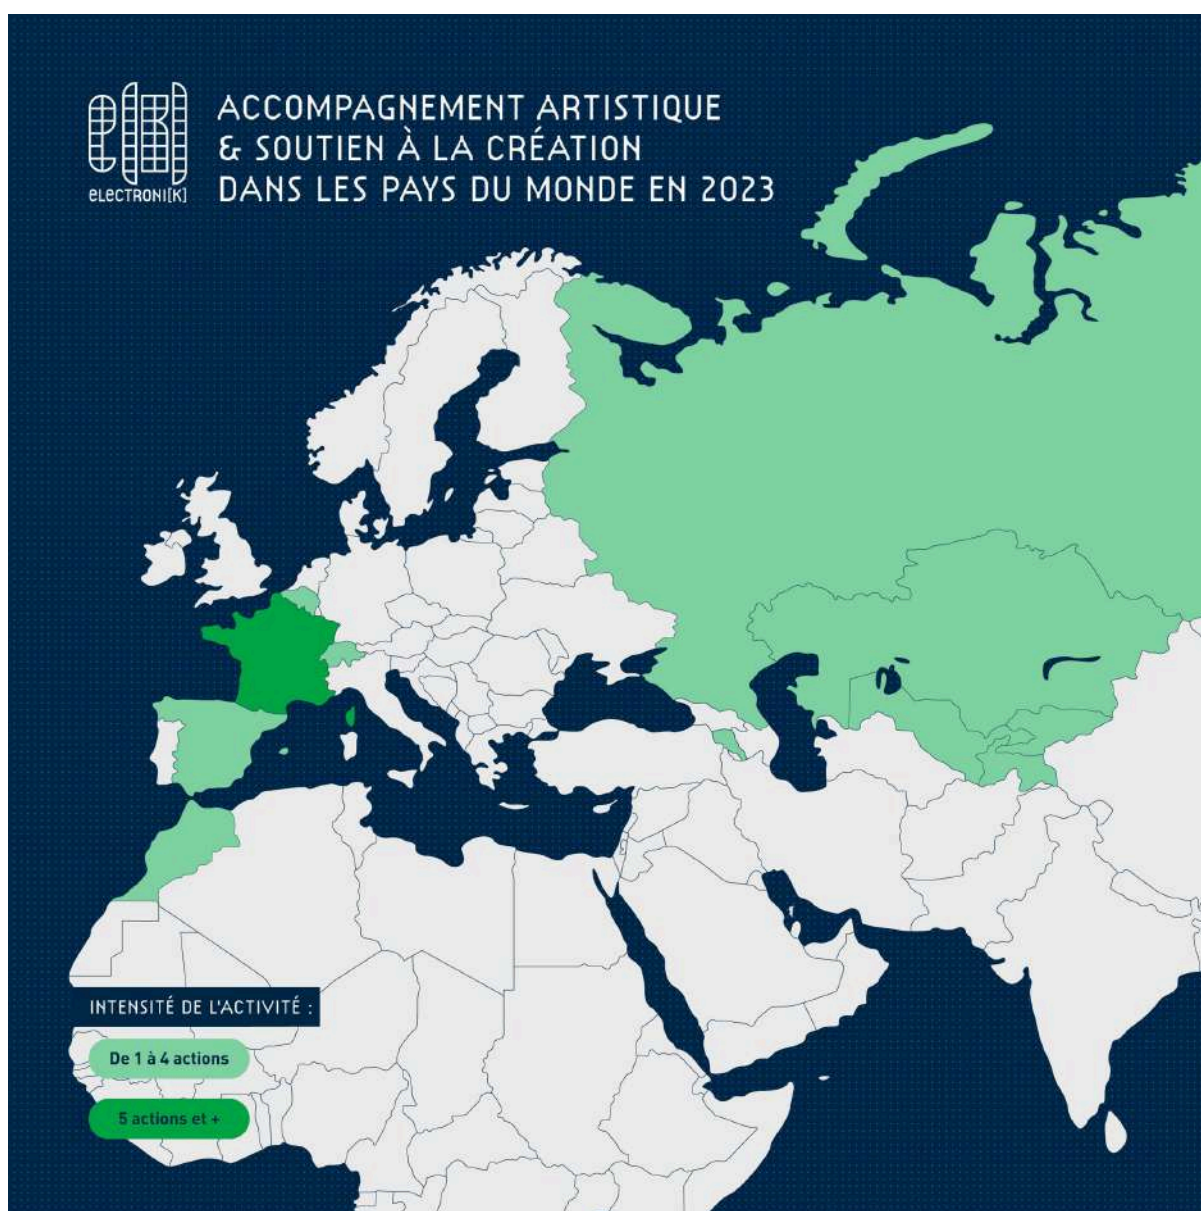 ACCOMPAGNEMENT ARTISTIQUE
& SOUTIEN À LA CRÉATION
DANS LES PAYS DU MONDE EN 2023
eLeCTRONI[K]
INTENSITÉ DE L'ACTIVITÉ :
De 1 à 4 actions
5 actions et +